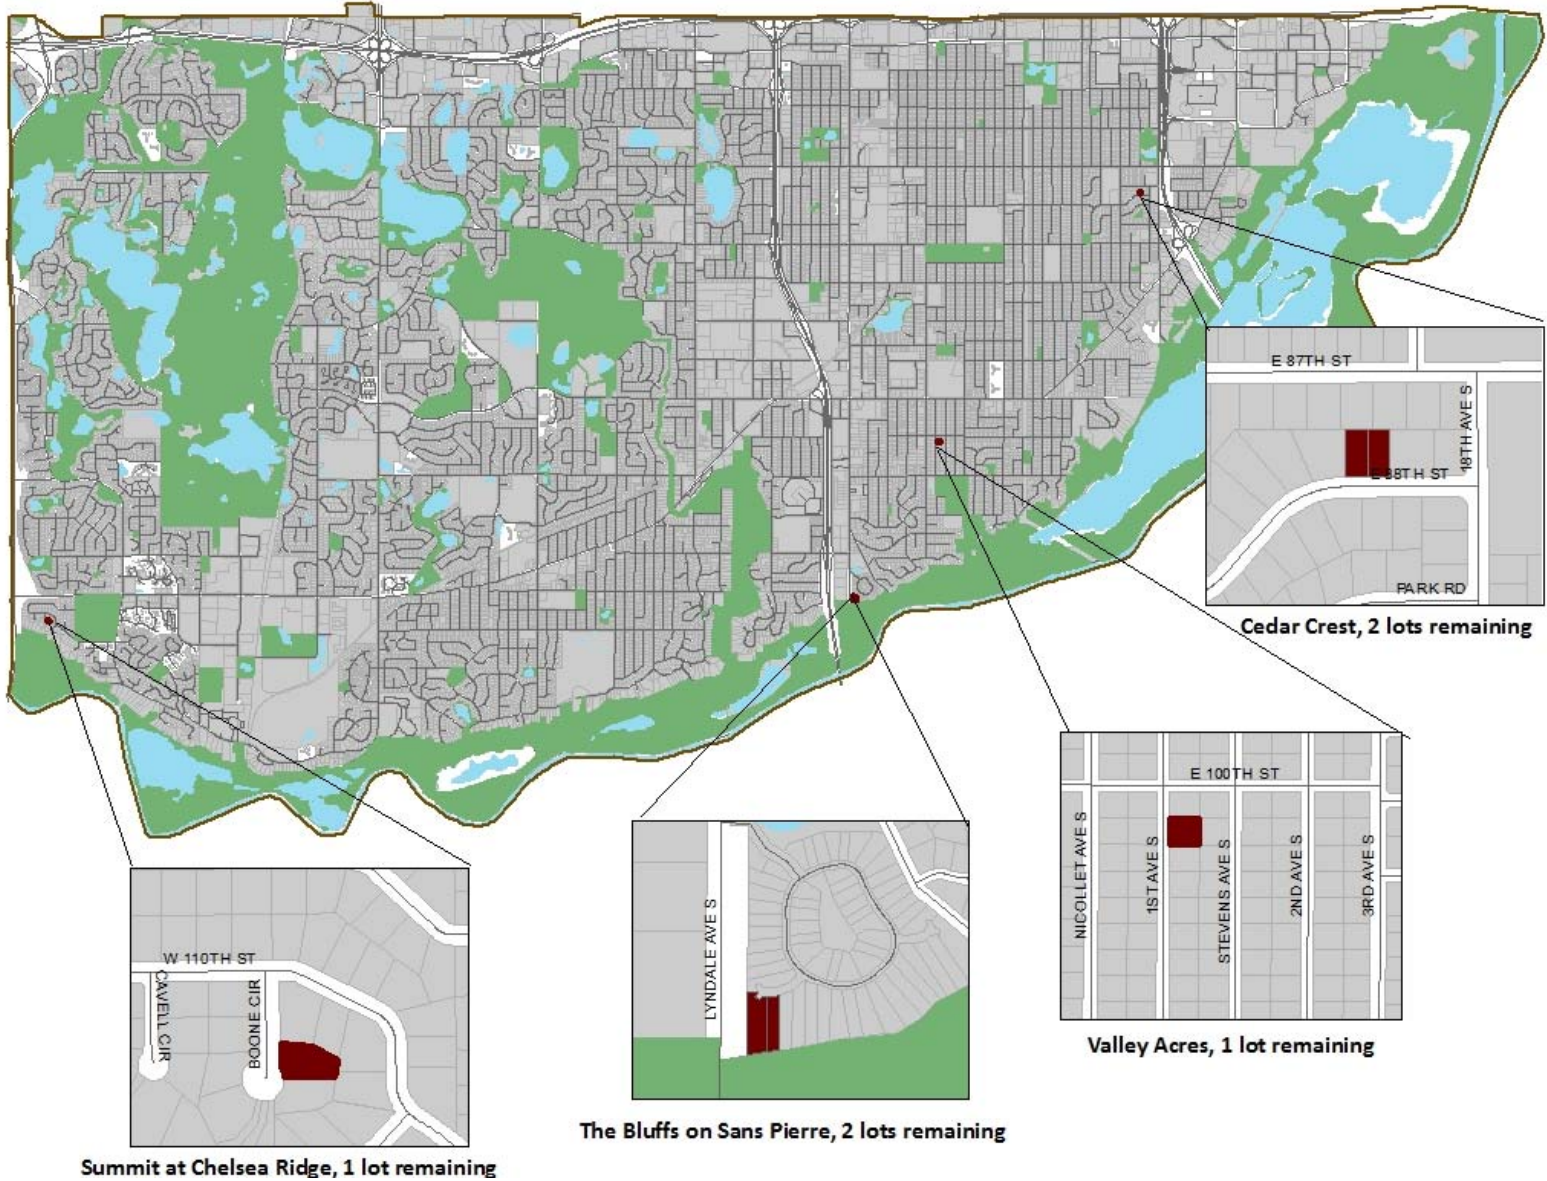 E 87TH ST
18TH AVE S
E 88TH ST
PARK RD
Cedar Crest, 2 lots remaining
E 100TH ST
NICOLLET AVE S
1ST AVE S
STEVENS AVE S
2ND AVE S
3RD AVE S
Valley Acres, 1 lot remaining
LYNDALE AVE S
The Bluffs on Sans Pierre, 2 lots remaining
W 110TH ST
CAVELL CIR
BOONE CIR
Summit at Chelsea Ridge, 1 lot remaining